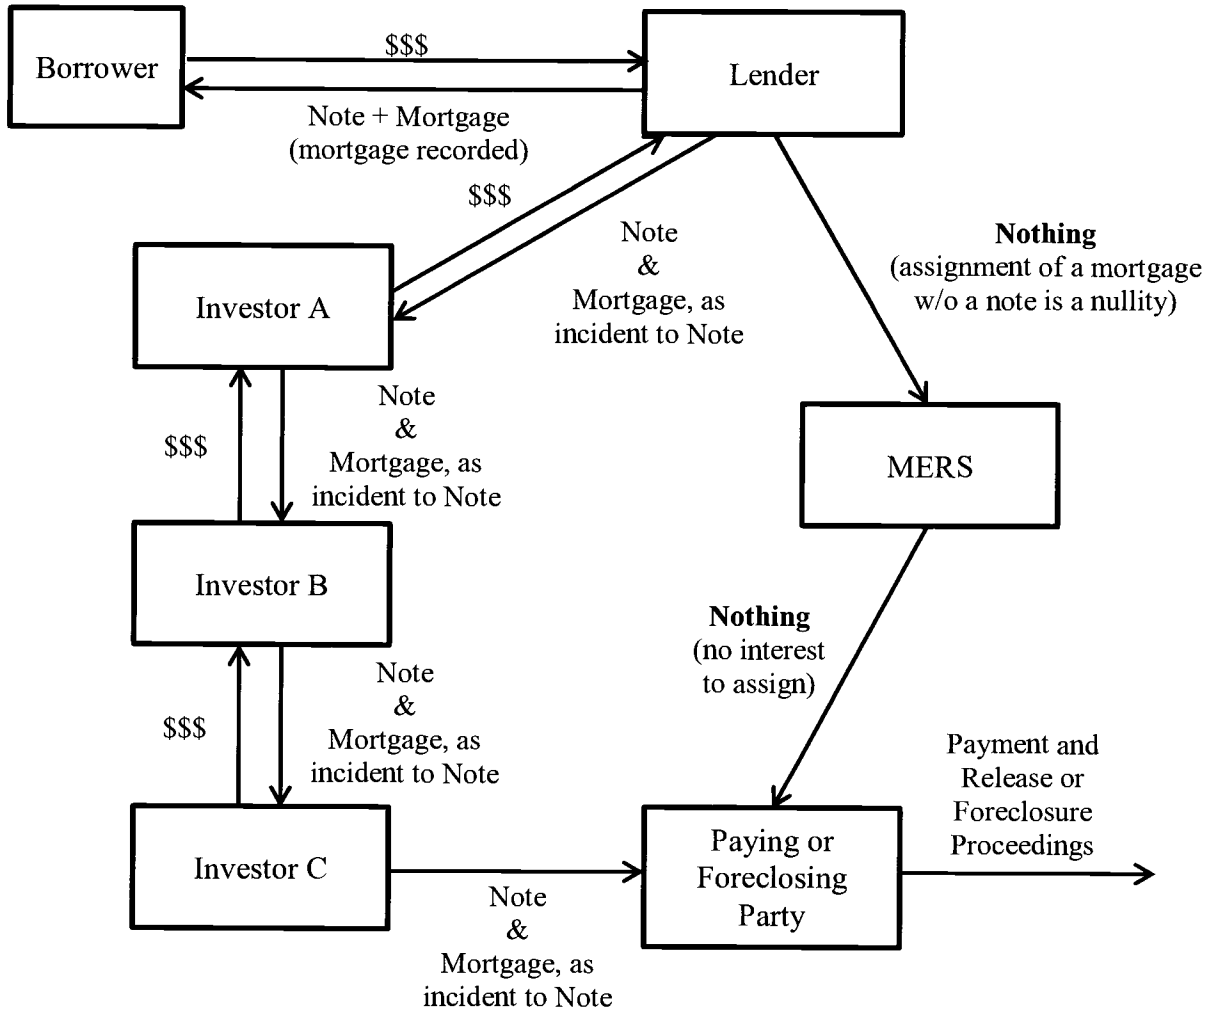 Borrower
$$$
Lender
Note + Mortgage
(mortgage recorded)
$$$
Note
&
Mortgage, as
incident to Note
Nothing
(assignment of a mortgage
w/o a note is a nullity)
Investor A
$$$
Note
&
Mortgage, as
incident to Note
MERS
Investor B
Nothing
(no interest
to assign)
$$$
Note
&
Mortgage, as
incident to Note
Payment and
Release or
Foreclosure
Proceedings
Investor C
Paying or
Foreclosing
Party
Note
&
Mortgage, as
incident to Note